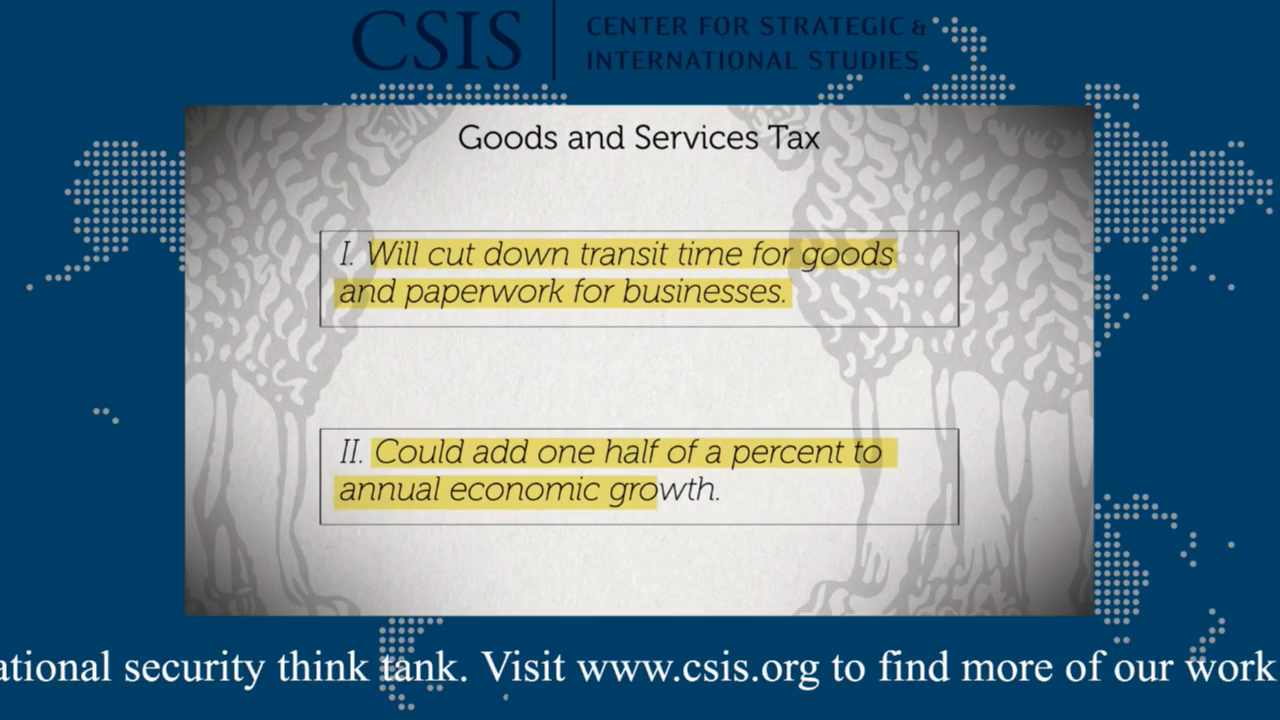 CSIS
CENTER FOR STRATEGIC &
INTERNATIONAL STUDIES
Goods and Services Tax
I. Will cut down transit time for goods
and paperwork for businesses.
II. Could add one half of a percent to
annual economic growth.
ational security think tank. Visit www.csis.org to find more of our work